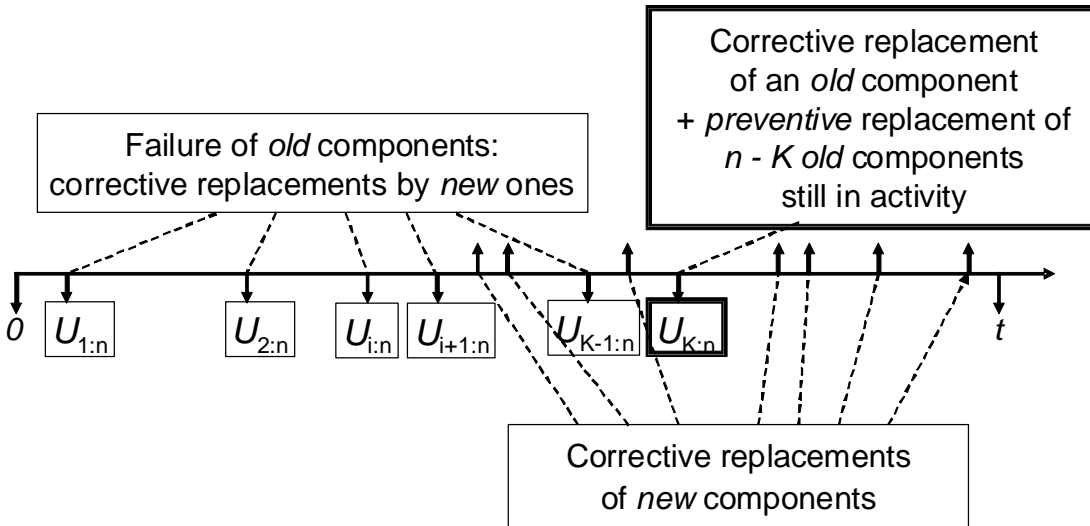 Corrective replacement
of an old component
+ preventive replacement of
n - K old components
still in activity
Failure of old components:
corrective replacements by new ones
0
U1:n
U2:n
Ui:n
Ui+1:n
UK-1:n
UK:n
t
Corrective replacements
of new components